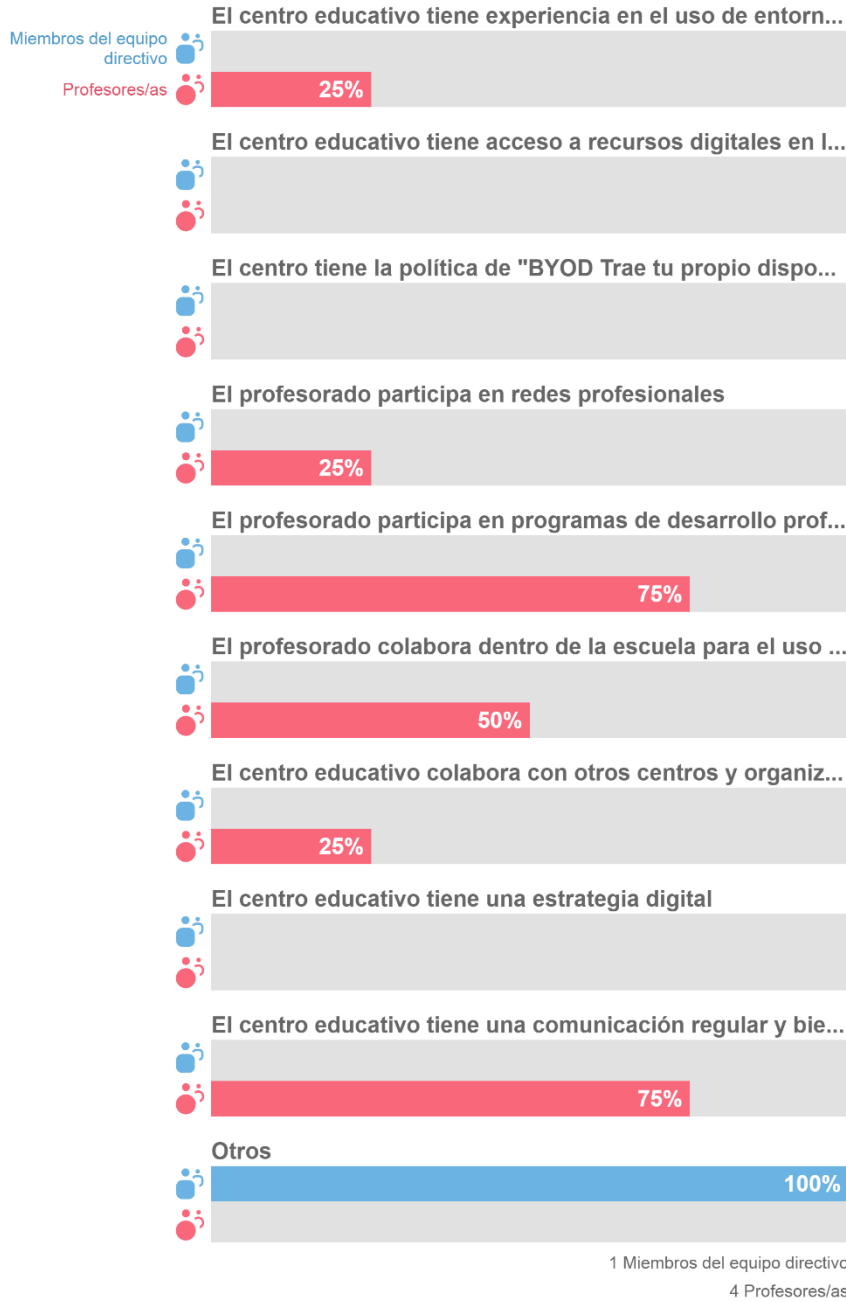 El centro educativo tiene experiencia en el uso de entorn...
Miembros del equipo
directivo
Profesores/as
25%
El centro educativo tiene acceso a recursos digitales en l...
El centro tiene la política de "BYOD Trae tu propio dispo...
El profesorado participa en redes profesionales
25%
El profesorado participa en programas de desarrollo prof...
75%
El profesorado colabora dentro de la escuela para el uso ...
50%
El centro educativo colabora con otros centros y organiz...
25%
El centro educativo tiene una estrategia digital
El centro educativo tiene una comunicación regular y bie...
75%
Otros
100%
1 Miembros del equipo directivo
4 Profesores/as